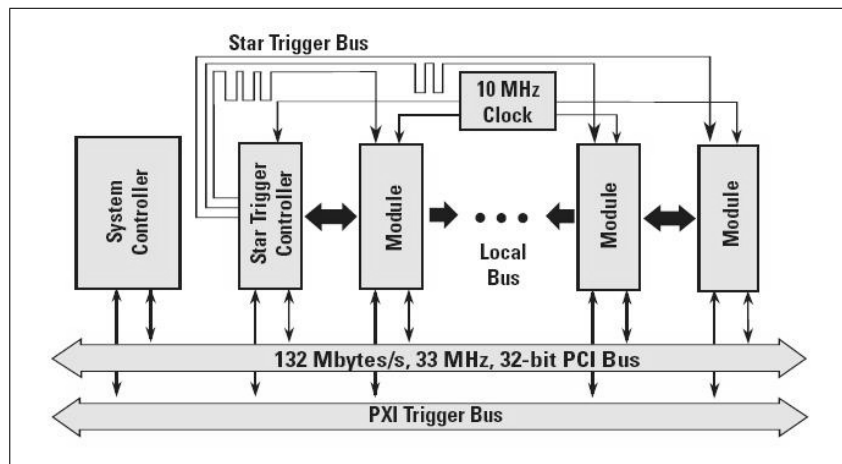 Star Trigger Bus
10 MHz
Clock
System
Controller
Star Trigger
Controller
Module
Local
Bus
Module
Module
132 Mbytes/s, 33 MHz, 32-bit PCI Bus
PXI Trigger Bus